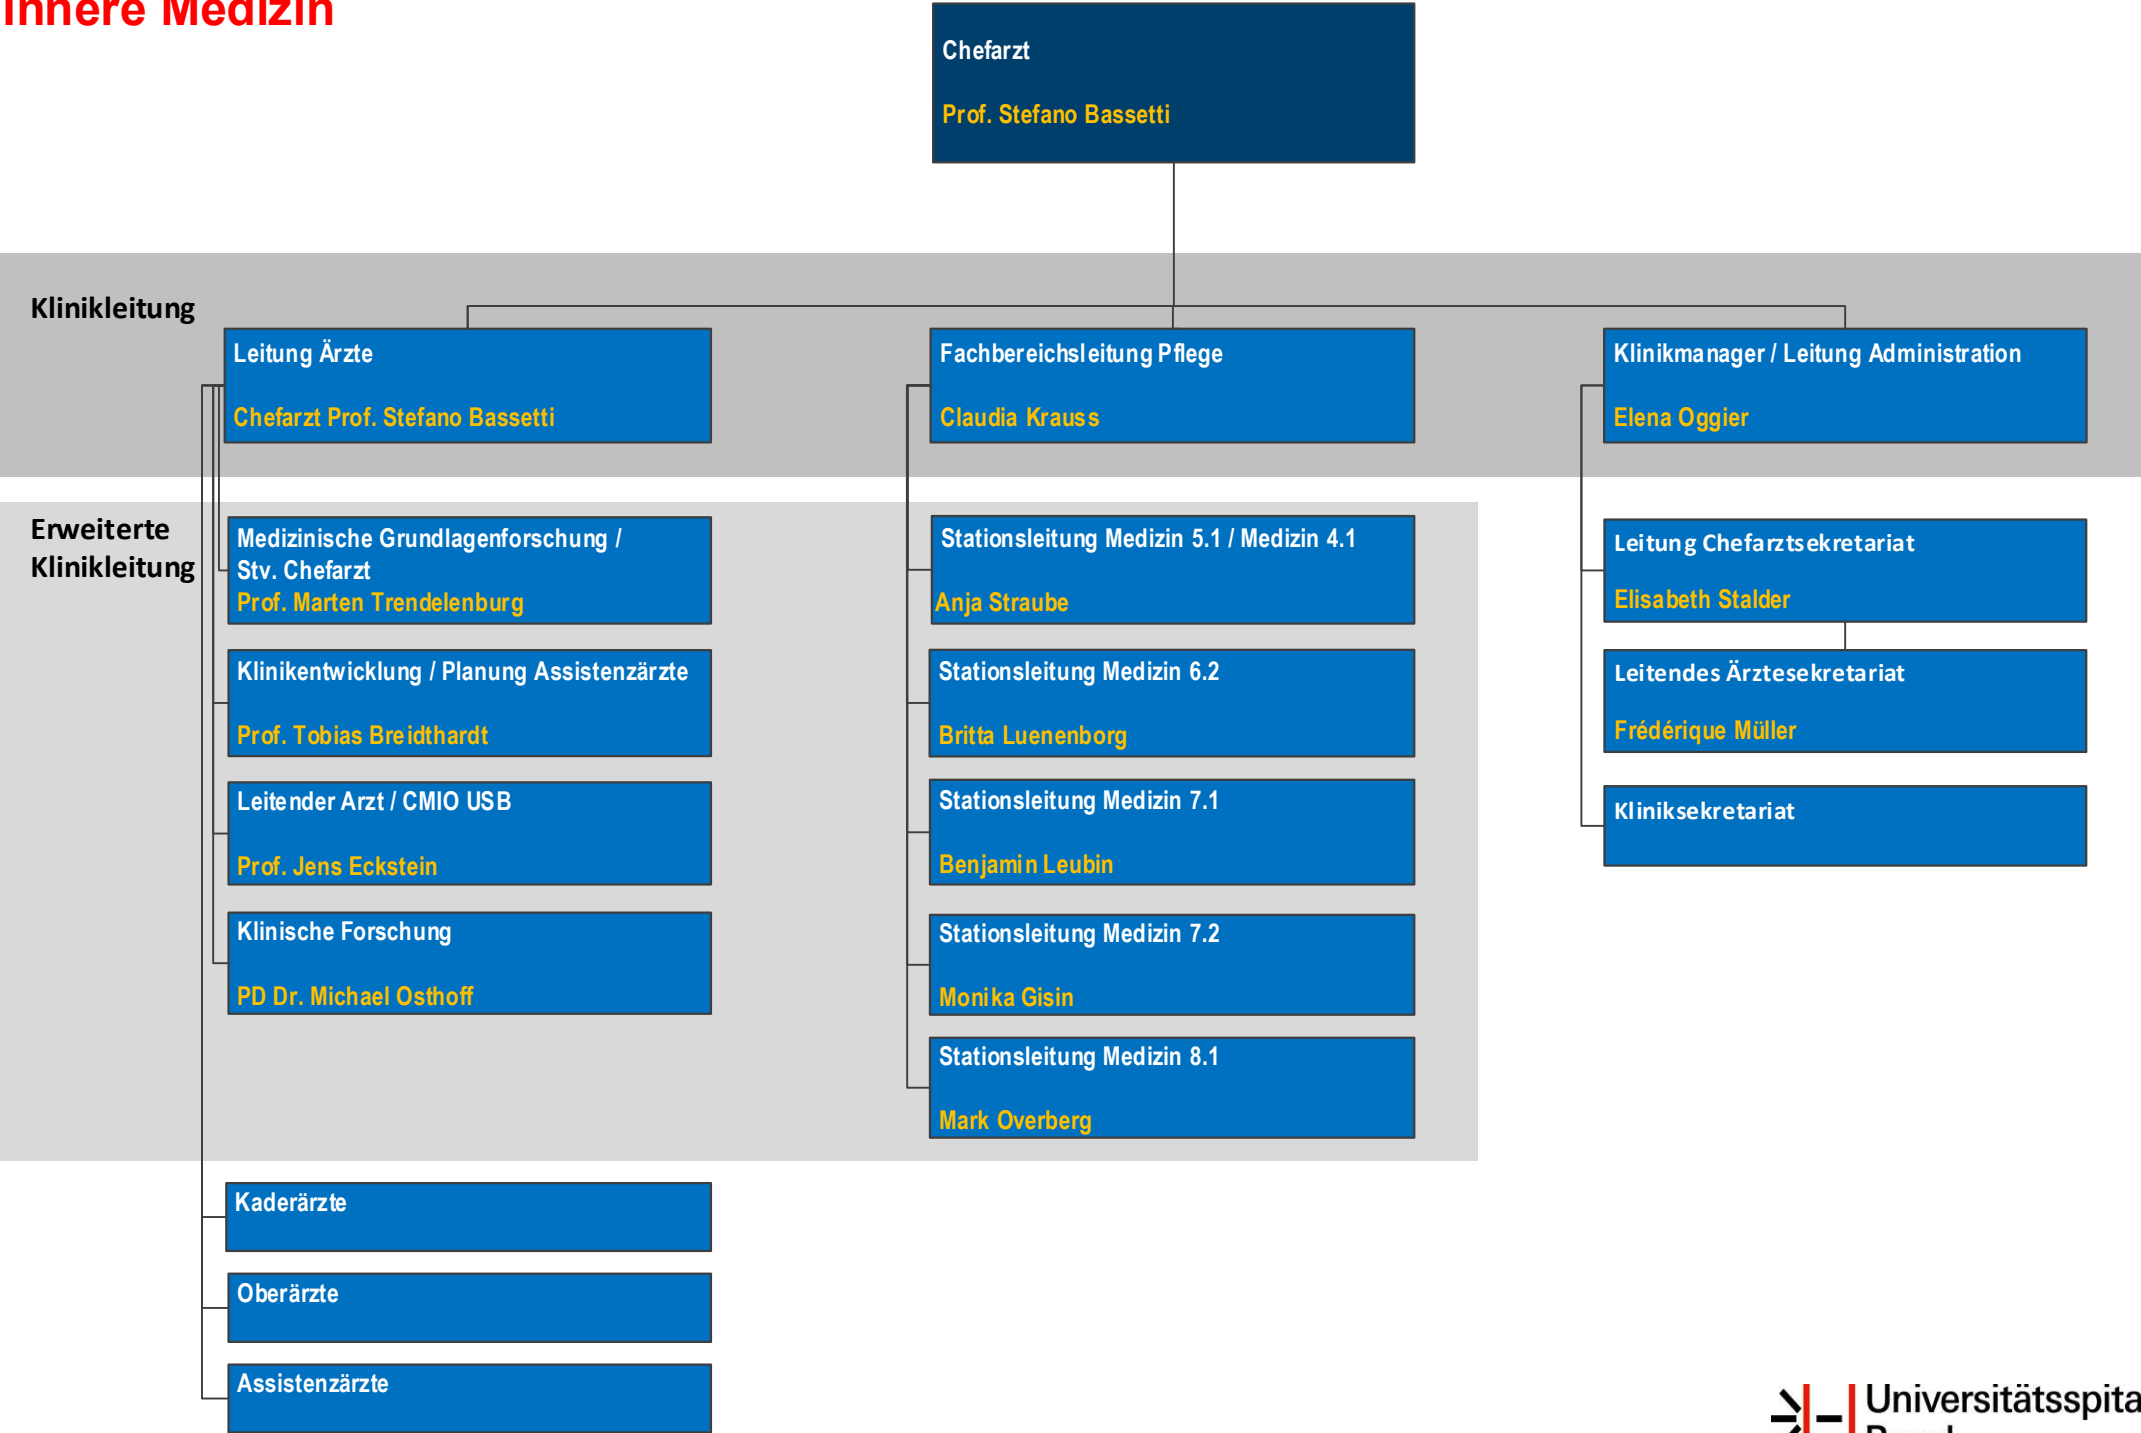 Innere Medizin
Chefarzt
Prof. Stefano Bassetti
Klinikleitung
Leitung Ärzte
Chefarzt Prof. Stefano Bassetti
Fachbereichsleitung Pflege
Claudia Krauss
Klinikmanager / Leitung Administration
Elena Oggier
Erweiterte
Klinikleitung
Medizinische Grundlagenforschung /
Stv. Chefarzt
Prof. Marten Trendelenburg
Klinikentwicklung / Planung Assistenzärzte
Prof. Tobias Breidthardt
Leitender Arzt / CMIO USB
Prof. Jens Eckstein
Klinische Forschung
PD Dr. Michael Osthoff
Stationsleitung Medizin 5.1 / Medizin 4.1
Anja Straube
Stationsleitung Medizin 6.2
Britta Luenenborg
Stationsleitung Medizin 7.1
Benjamin Leubin
Stationsleitung Medizin 7.2
Monika Gisin
Stationsleitung Medizin 8.1
Mark Overberg
Leitung Chefarztsekretariat
Elisabeth Stalder
Leitendes Ärztesekretariat
Frédérique Müller
Kliniksekretariat
Kaderärzte
Oberärzte
Assistenzärzte
Universitätsspita